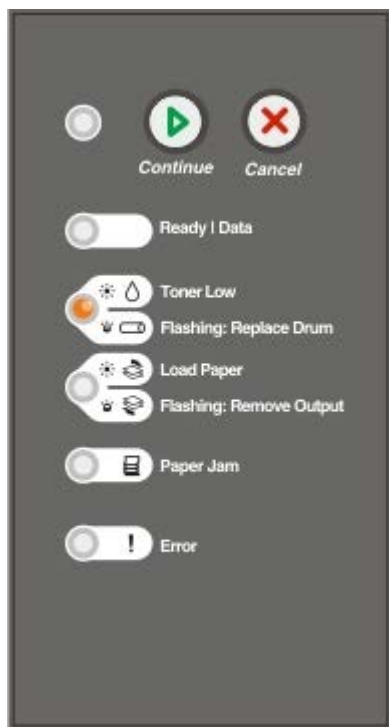 Continue
Cancel
Ready | Data
Toner Low
Flashing: Replace Drum
Load Paper
Flashing: Remove Output
Paper Jam
! Error